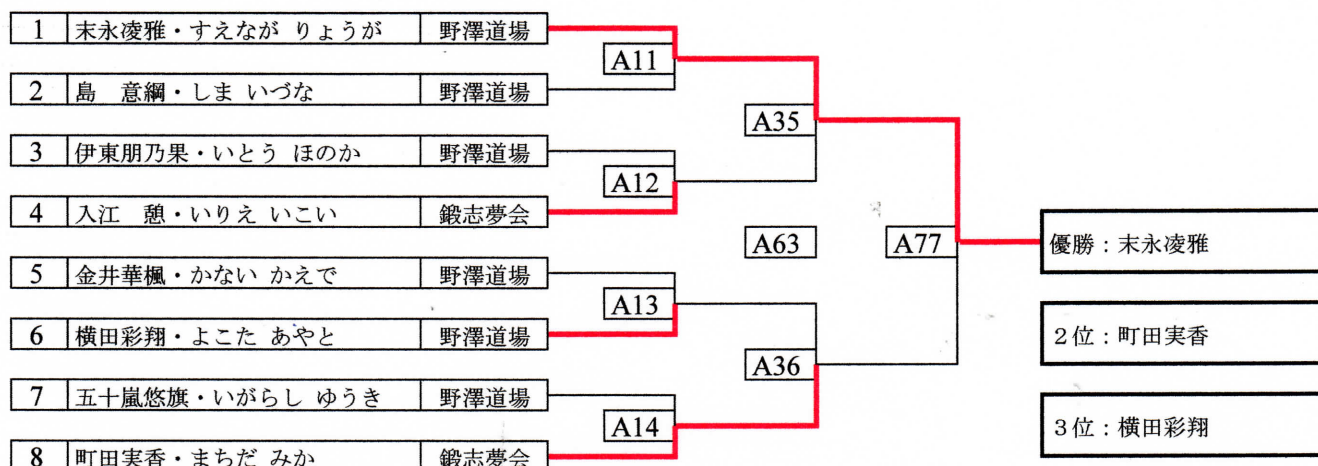 1 末永凌雅・すえなが りょうが 野澤道場
A11
2 島 意綱・しま いづな 野澤道場
A35
3 伊東朋乃果・いとう ほのか 野澤道場
A12
4 入江 憩・いりえ いこい 鍛志夢会
A63 A77
優勝：末永凌雅
5 金井華楓・かない かえで 野澤道場
A13
6 横田彩翔・よこた あやと 野澤道場
2位：町田実香
A36
7 五十嵐悠旗・いがらし ゆうき 野澤道場
A14
3位：横田彩翔
8 町田実香・まちだ みか 鍛志夢会